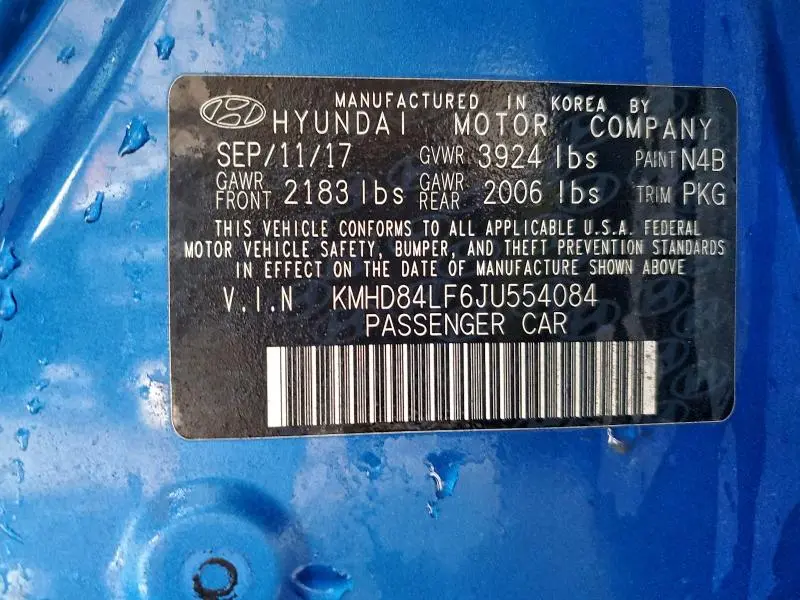 MANUFACTURED IN KOREA BY
HYUNDAI MOTOR COMPANY
SEP/11/17 GVWR 3924 lbs PAINT N4B
GAWR FRONT 2183 lbs GAWR REAR 2006 lbs TRIM PKG
THIS VEHICLE CONFORMS TO ALL APPLICABLE U.S.A. FEDERAL
MOTOR VEHICLE SAFETY, BUMPER, AND THEFT PREVENTION STANDARDS
IN EFFECT ON THE DATE OF MANUFACTURE SHOWN ABOVE
V.I.N KMHD84LF6JU554084
PASSENGER CAR